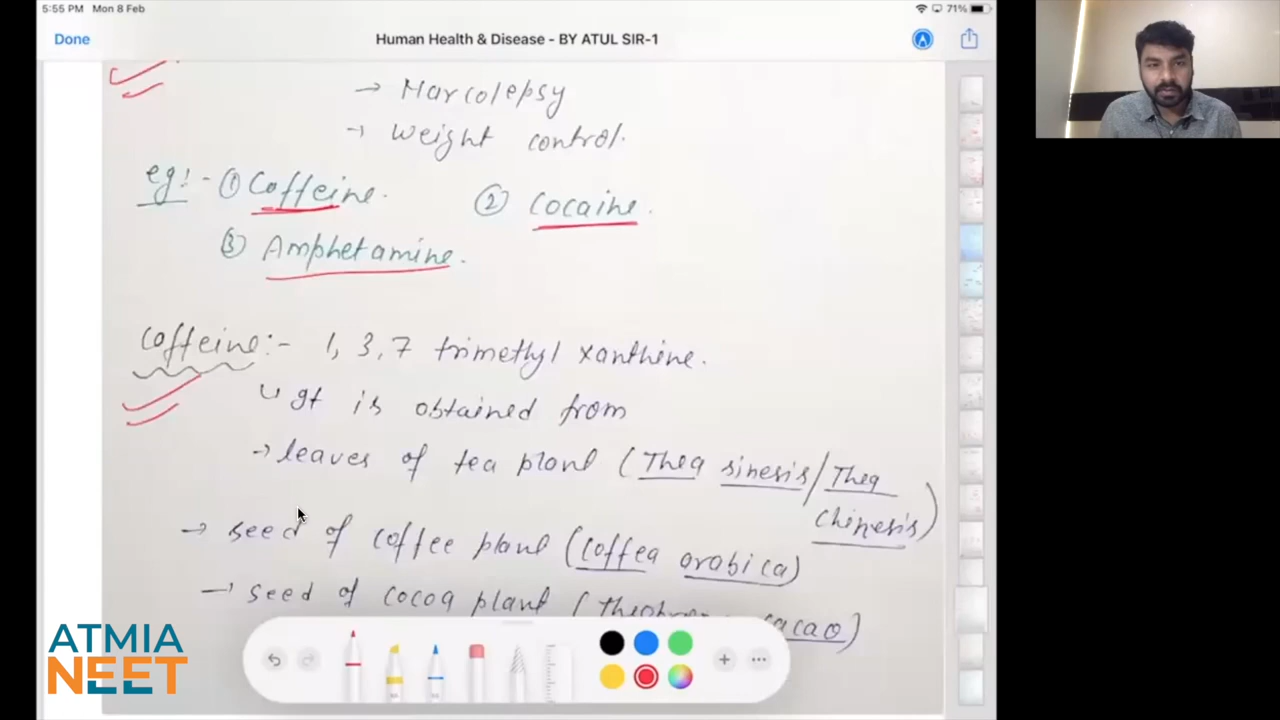 5:55 PM Mon 8 Feb
71%
Done
Human Health & Disease - BY ATUL SIR-1
→ Narcolepsy
→ Weight control.
eg:- ① Caffeine. ② Cocaine.
③ Amphetamine.
Caffeine:- 1, 3, 7 trimethyl xanthine.
It is obtained from
→ leaves of tea plant (Thea sinesis/Thea
chinesis)
→ seed of coffee plant (Coffea arabica)
→ seed of cocoa plant ( cacao)
ATMIA
NEET